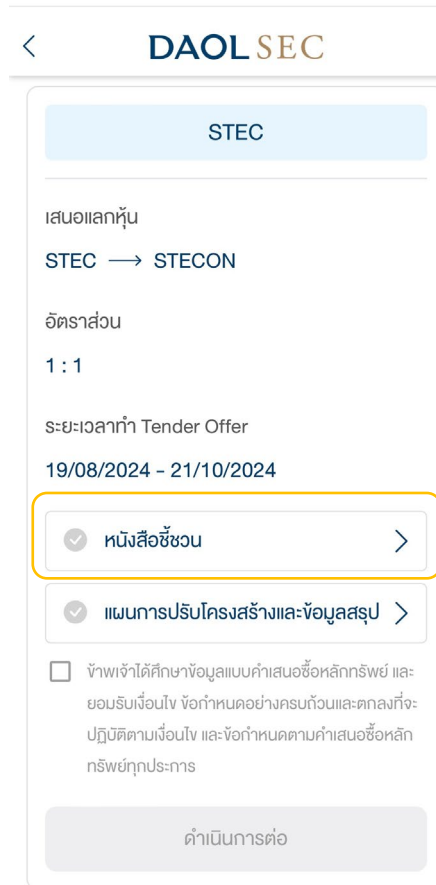 DAOL SEC
STEC
เสนอแลกหุ้น
STEC → STECON
อัตราส่วน
1 : 1
ระยะเวลาทำ Tender Offer
19/08/2024 - 21/10/2024
หนังสือชี้ชวน
แผนการปรับโครงสร้างและข้อมูลสรุป
ข้าพเจ้าได้ศึกษาข้อมูลแบบคำเสนอซื้อหลักทรัพย์ และ
ยอมรับเงื่อนไข ข้อกำหนดอย่างครบถ้วนและตกลงที่จะ
ปฏิบัติตามเงื่อนไข และข้อกำหนดตามคำเสนอซื้อหลัก
ทรัพย์ทุกประการ
ดำเนินการต่อ